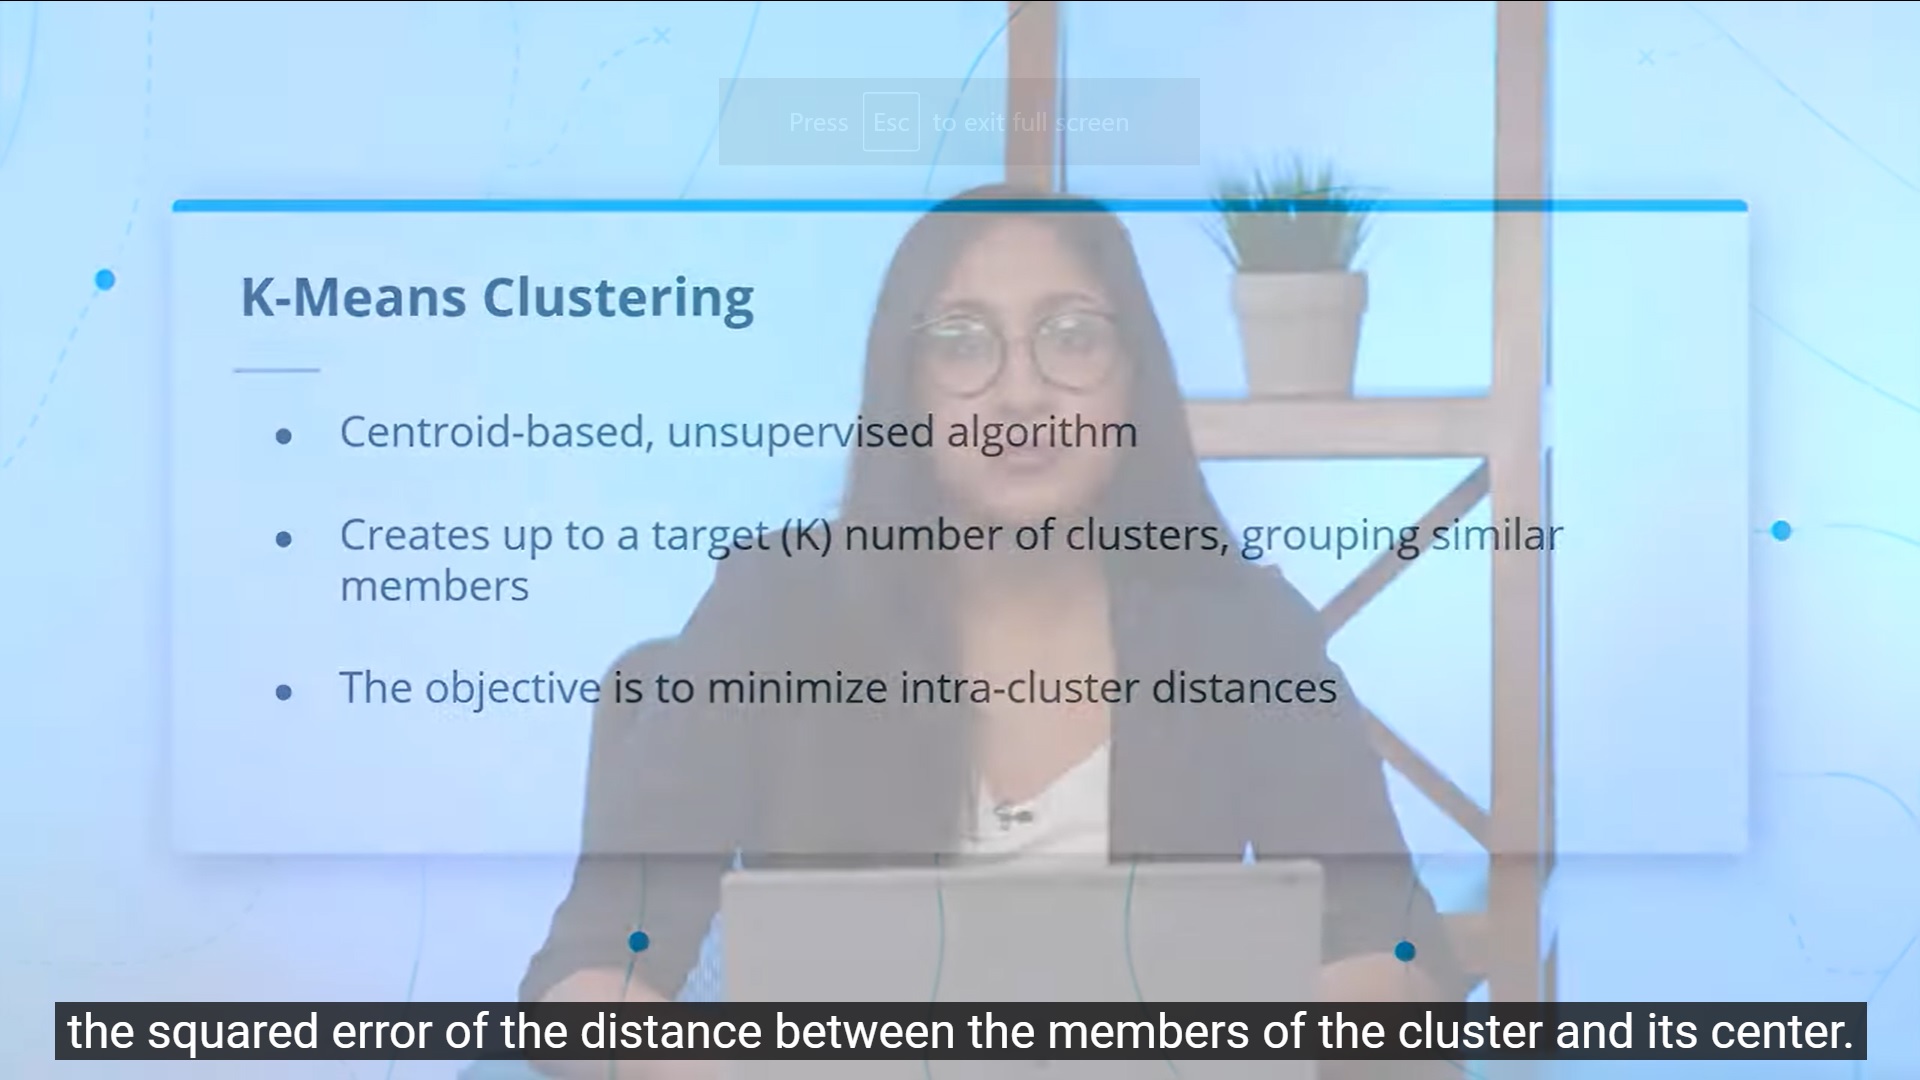 Press Esc to exit full screen
K-Means Clustering
● Centroid-based, unsupervised algorithm
● Creates up to a target (K) number of clusters, grouping similar
members
● The objective is to minimize intra-cluster distances
the squared error of the distance between the members of the cluster and its center.